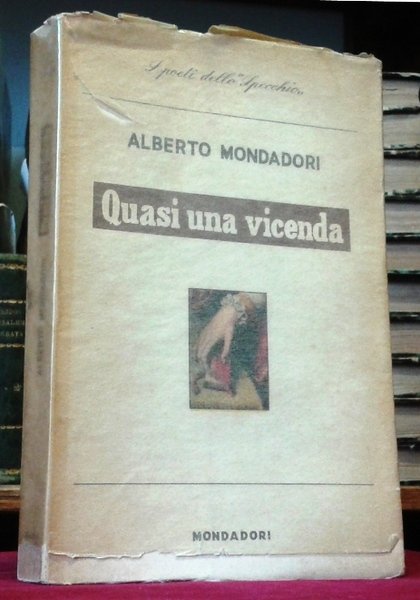 I poeti dello "Specchio„
ALBERTO MONDADORI
Quasi una vicenda
MONDADORI